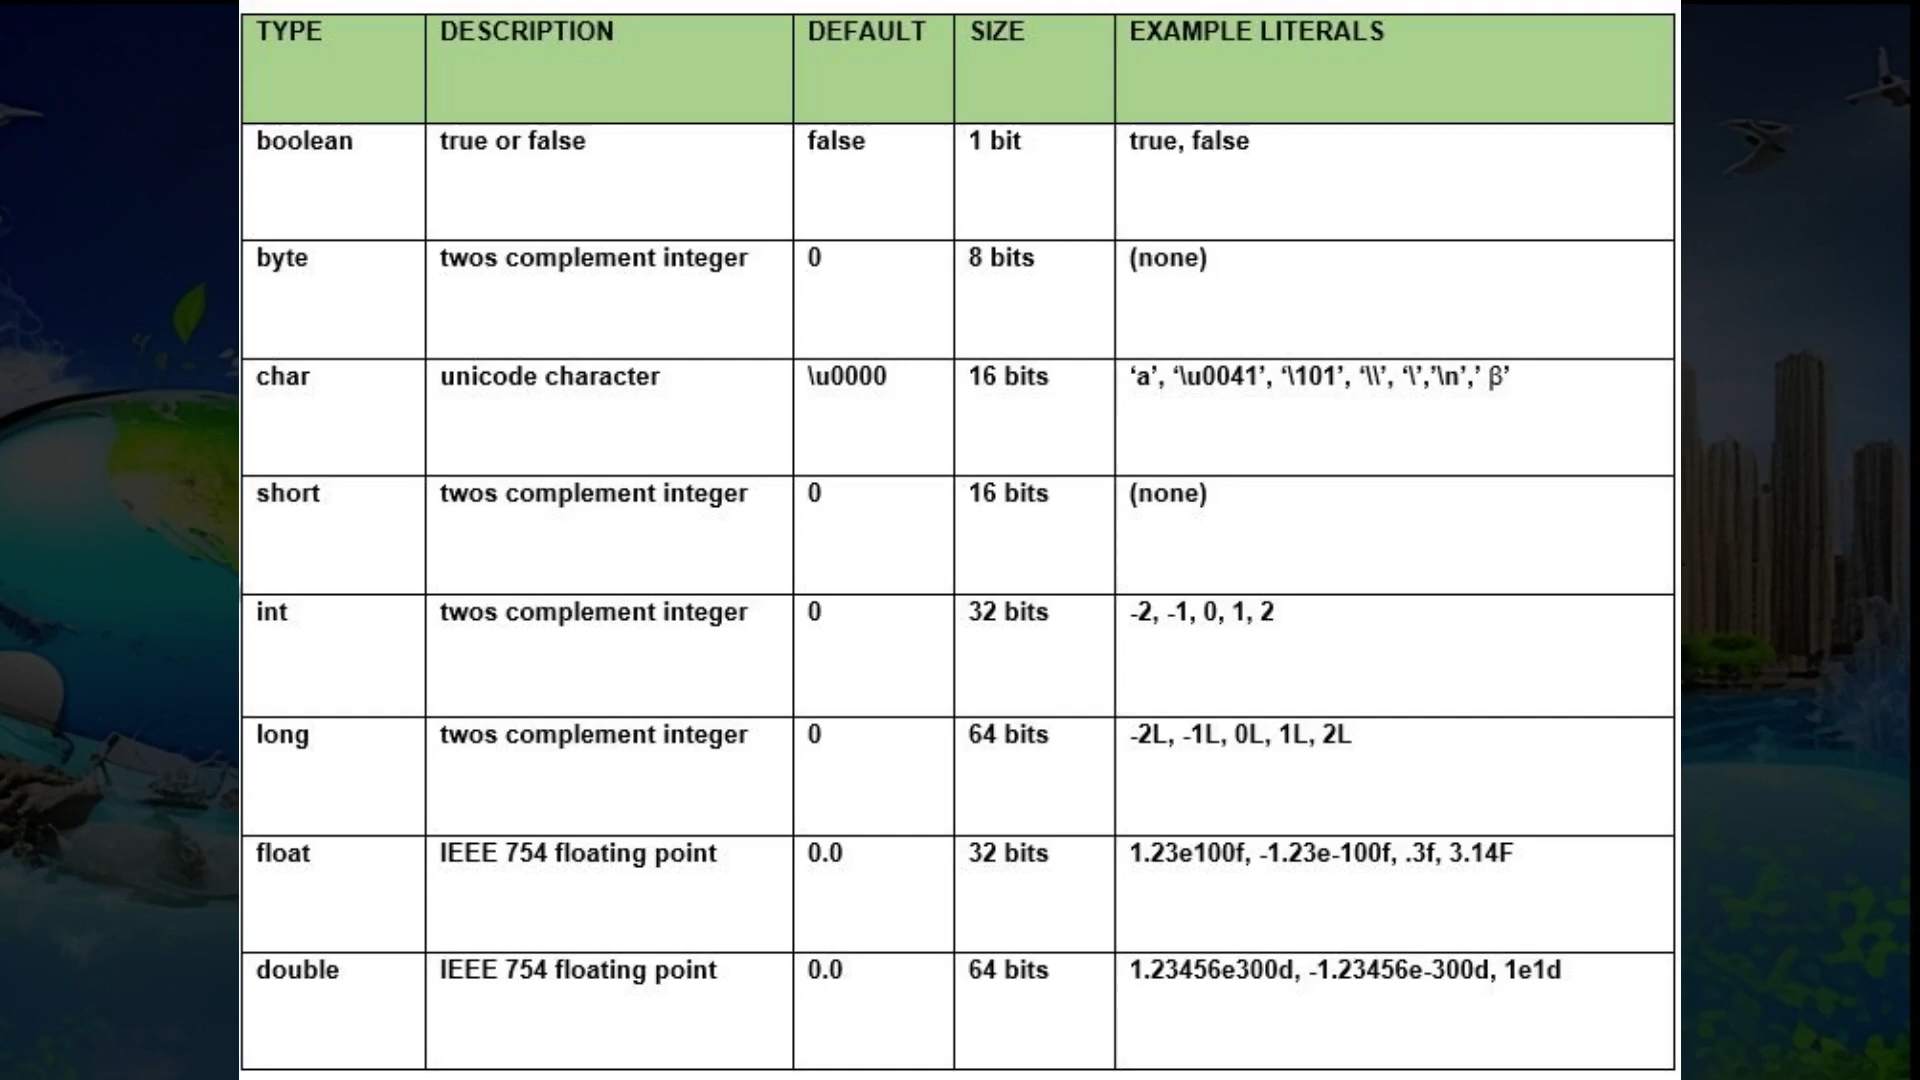 TYPE DESCRIPTION DEFAULT SIZE EXAMPLE LITERALS
boolean true or false false 1 bit true, false
byte twos complement integer 0 8 bits (none)
char unicode character \u0000 16 bits ‘a’, ‘\u0041’, ‘\101’, ‘\\’, ‘\’,’\n’,’ β’
short twos complement integer 0 16 bits (none)
int twos complement integer 0 32 bits -2, -1, 0, 1, 2
long twos complement integer 0 64 bits -2L, -1L, 0L, 1L, 2L
float IEEE 754 floating point 0.0 32 bits 1.23e100f, -1.23e-100f, .3f, 3.14F
double IEEE 754 floating point 0.0 64 bits 1.23456e300d, -1.23456e-300d, 1e1d